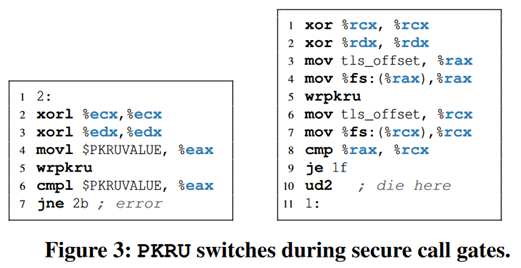 1 2:
2 xorl %ecx,%ecx
3 xorl %edx,%edx
4 movl $PKRUVALUE, %eax
5 wrpkru
6 cmpl $PKRUVALUE, %eax
7 jne 2b ; error
1 xor %rcx, %rcx
2 xor %rdx, %rdx
3 mov tls_offset, %rax
4 mov %fs:(%rax),%rax
5 wrpkru
6 mov tls_offset, %rcx
7 mov %fs:(%rcx),%rcx
8 cmp %rax, %rcx
9 je 1f
10 ud2 ; die here
11 1:
Figure 3: PKRU switches during secure call gates.